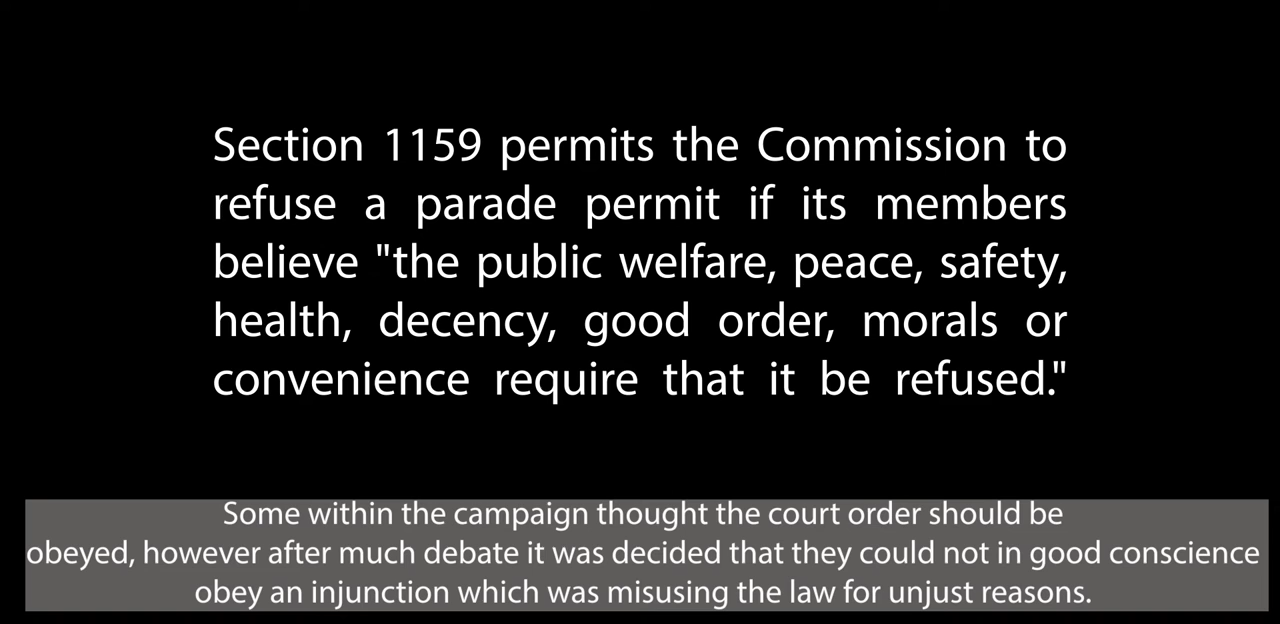 Section 1159 permits the Commission to
refuse a parade permit if its members
believe "the public welfare, peace, safety,
health, decency, good order, morals or
convenience require that it be refused."
Some within the campaign thought the court order should be
obeyed, however after much debate it was decided that they could not in good conscience
obey an injunction which was misusing the law for unjust reasons.